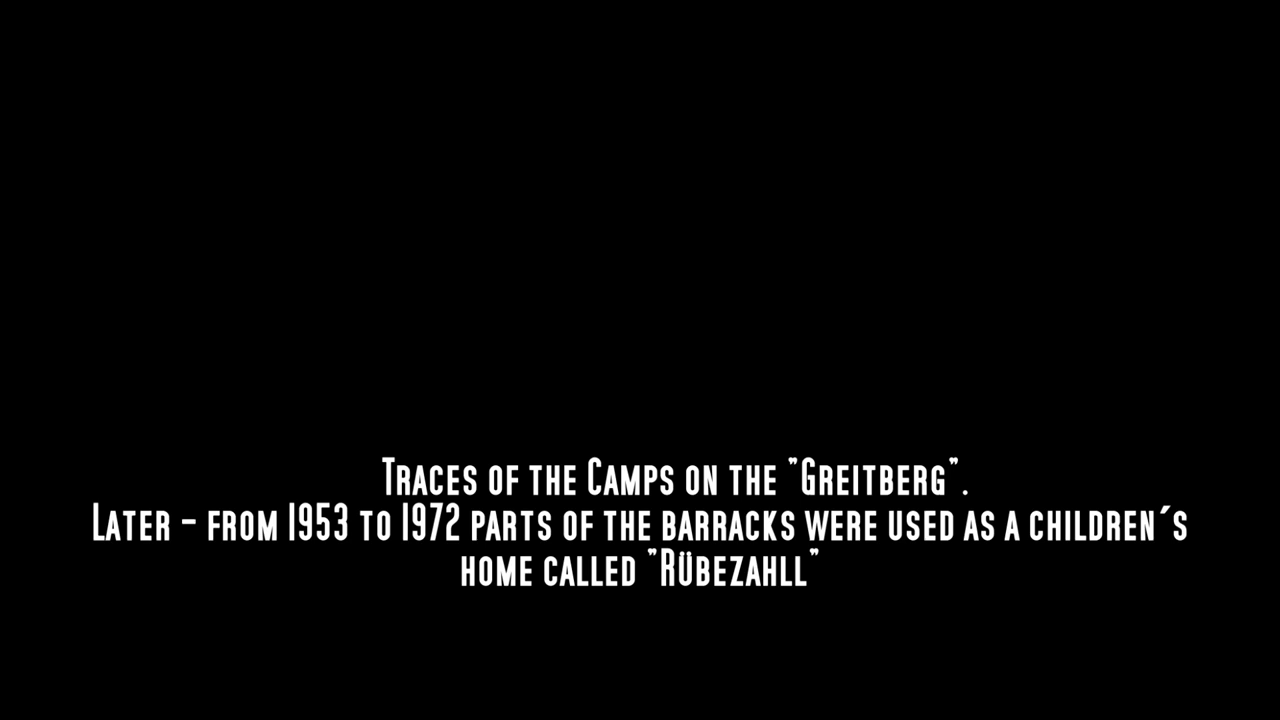 Traces of the Camps on the "Greitberg".
Later - from 1953 to 1972 parts of the barracks were used as a children´s
home called "Rübezahll"